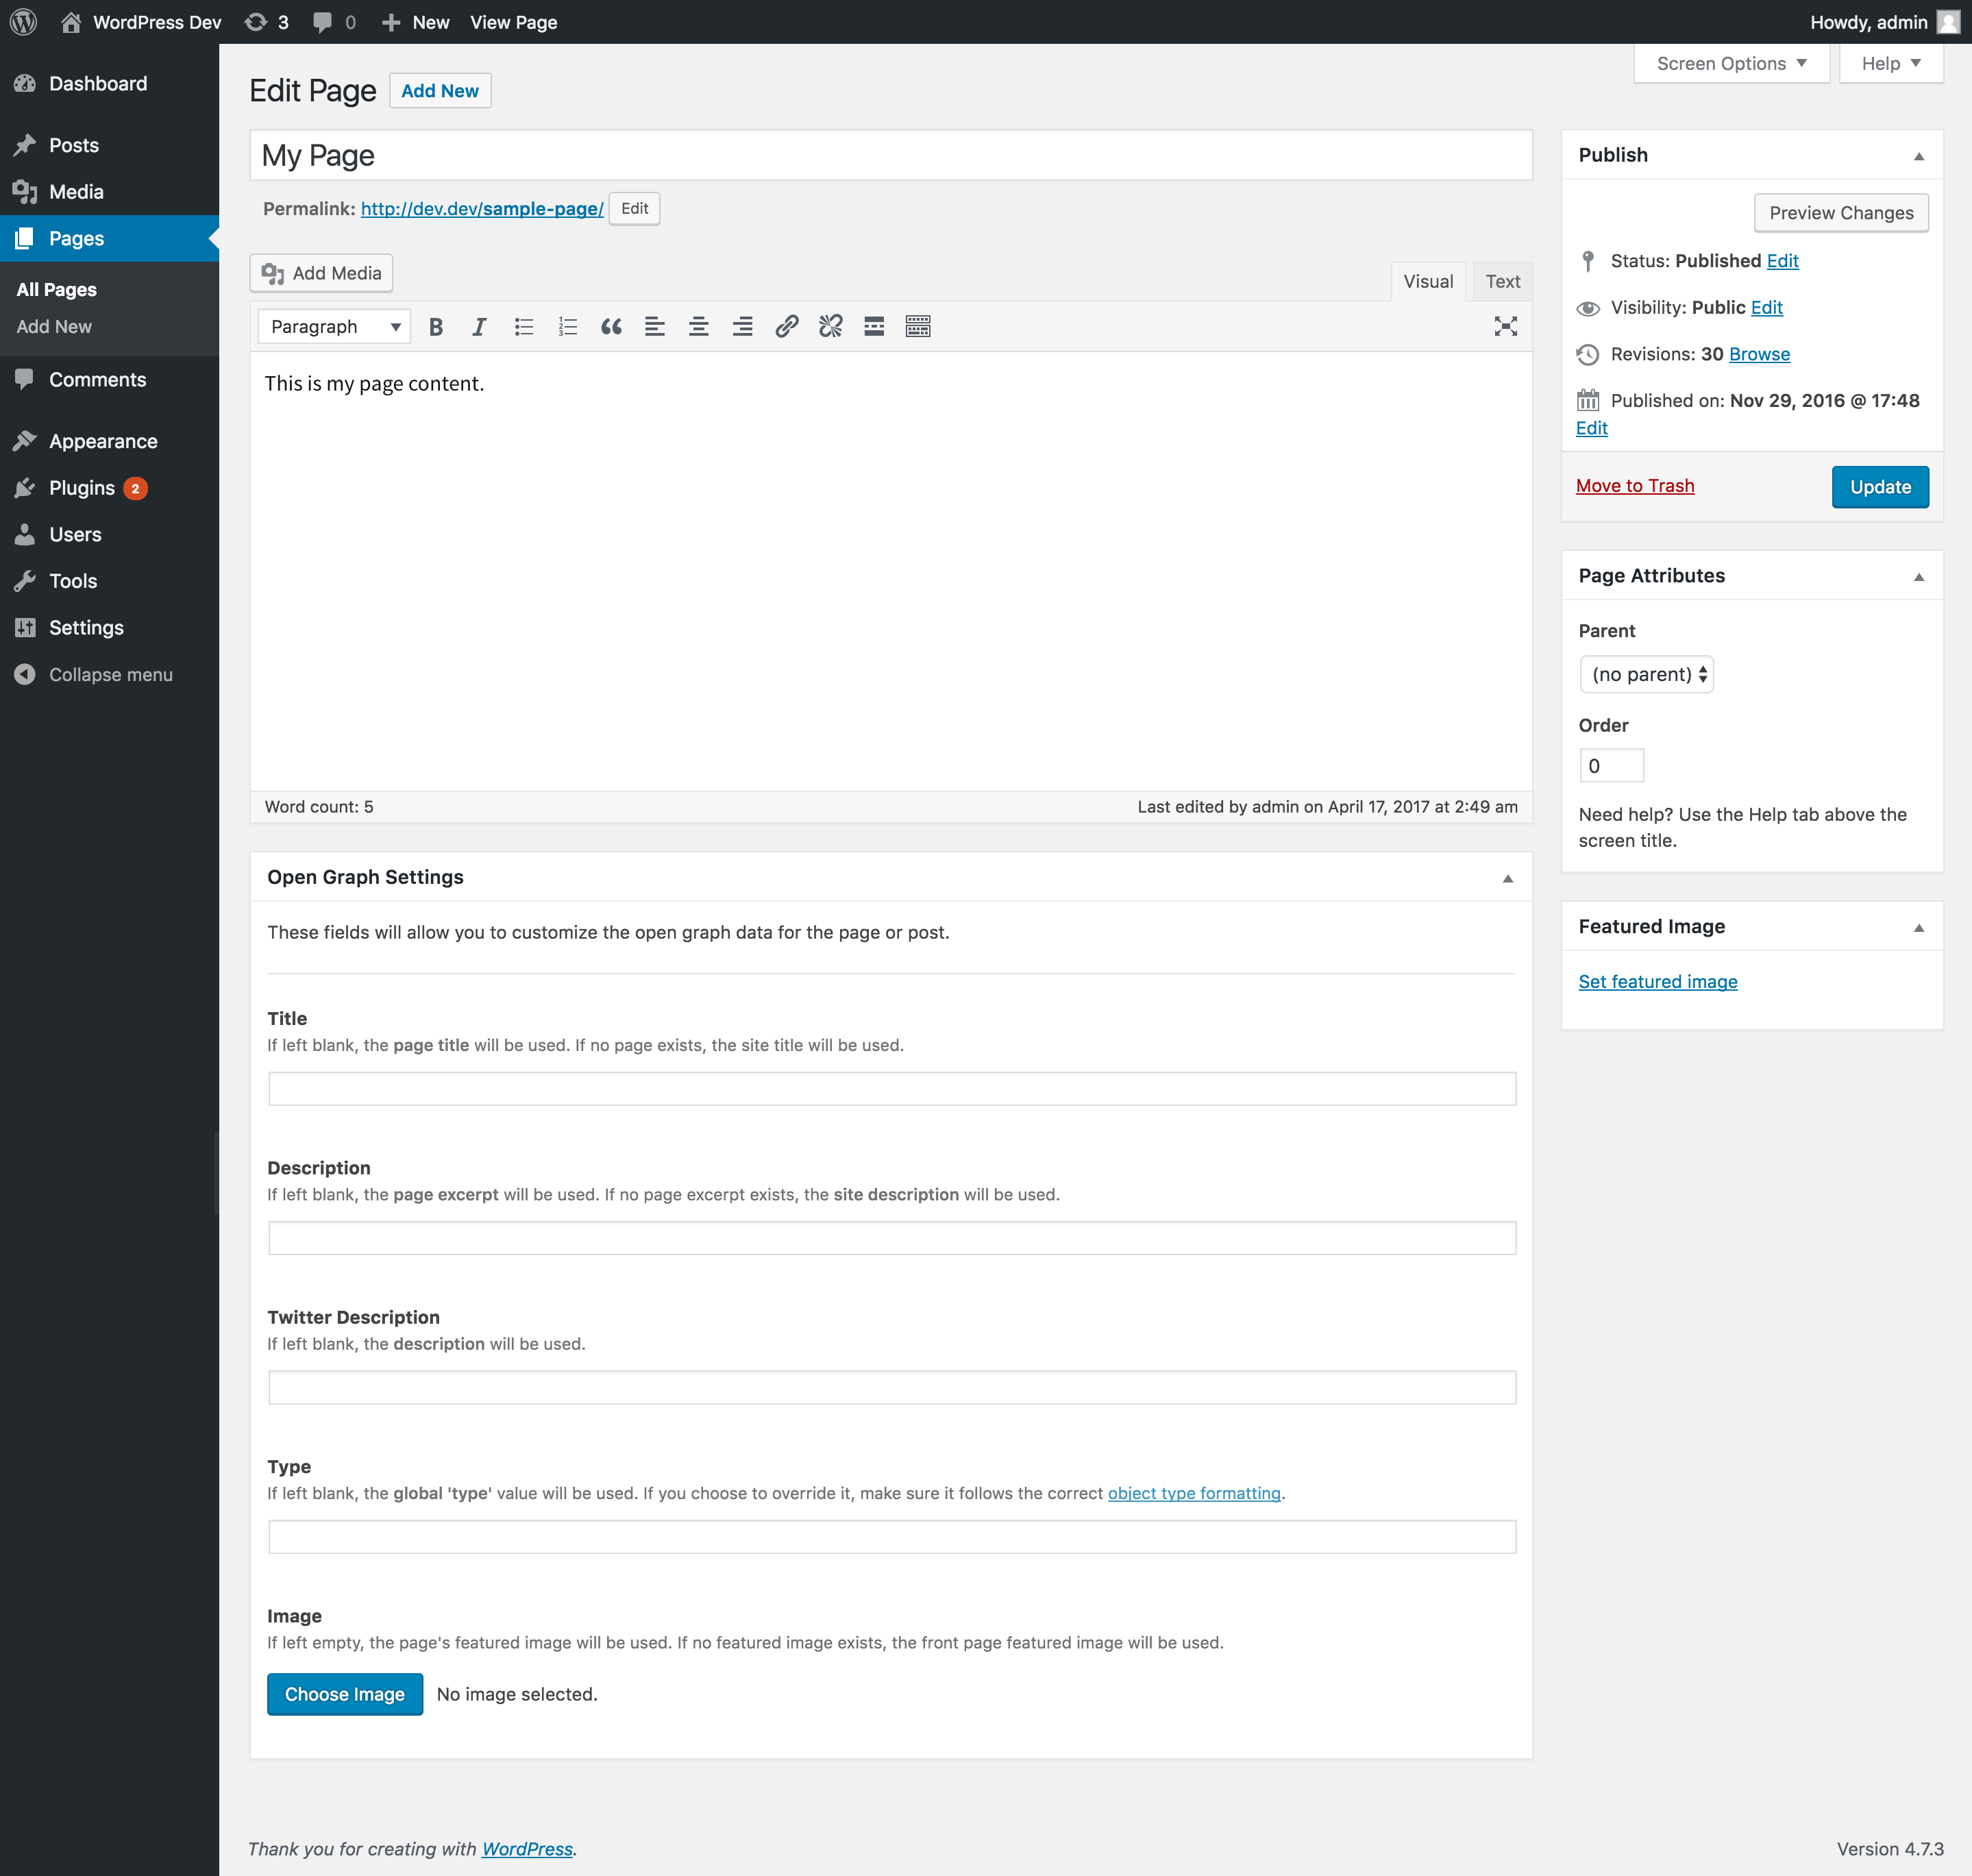 WordPress Dev 3 0 New View Page Howdy, admin
Screen Options Help
Dashboard
Posts
Media
Pages
All Pages
Add New
Comments
Appearance
Plugins 2
Users
Tools
Settings
Collapse menu
Edit Page Add New
My Page
Permalink: http://dev.dev/sample-page/ Edit
Add Media
Visual Text
Paragraph
This is my page content.
Word count: 5 Last edited by admin on April 17, 2017 at 2:49 am
Open Graph Settings
These fields will allow you to customize the open graph data for the page or post.
Title
If left blank, the page title will be used. If no page exists, the site title will be used.
Description
If left blank, the page excerpt will be used. If no page excerpt exists, the site description will be used.
Twitter Description
If left blank, the description will be used.
Type
If left blank, the global 'type' value will be used. If you choose to override it, make sure it follows the correct object type formatting.
Image
If left empty, the page's featured image will be used. If no featured image exists, the front page featured image will be used.
Choose Image No image selected.
Publish
Preview Changes
Status: Published Edit
Visibility: Public Edit
Revisions: 30 Browse
Published on: Nov 29, 2016 @ 17:48
Edit
Move to Trash Update
Page Attributes
Parent
(no parent)
Order
0
Need help? Use the Help tab above the
screen title.
Featured Image
Set featured image
Thank you for creating with WordPress. Version 4.7.3